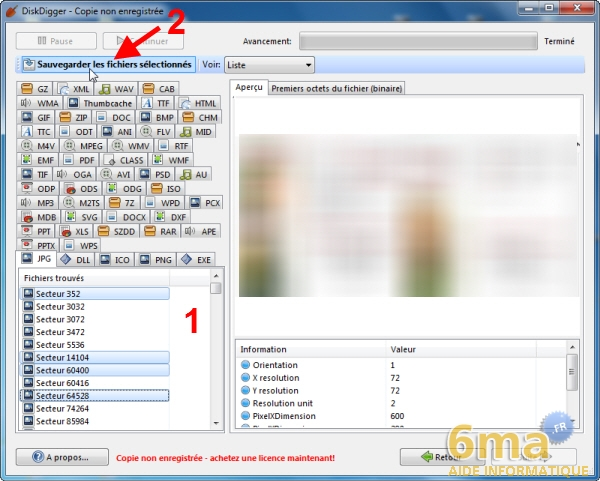 DiskDigger - Copie non enregistrée
2
Pause
Avancement:
Terminé
Sauvegarder les fichiers sélectionnés
Voir:
Liste
GZ XML WAV CAB
WMA Thumbcache TTF HTML
GIF ZIP DOC BMP CHM
TTC ODT ANI FLV MID
M4V MPEG WMV RTF
EMF PDF CLASS WMF
TIF OGA AVI PSD AU
ODP ODS ODG ISO
MP3 M2TS 7Z WPD PCX
MDB SVG DOCX DXF
PPT XLS SZDD RAR APE
PPTX WPS
JPG DLL ICO PNG EXE
Fichiers trouvés
Secteur 352
Secteur 3032
Secteur 3072
Secteur 3472
Secteur 5536
Secteur 14104
Secteur 60400
Secteur 60416
Secteur 64528
Secteur 74264
Secteur 85984
1
Aperçu
Premiers octets du fichier (binaire)
Information Valeur
Orientation 1
X resolution 72
Y resolution 72
Resolution unit 2
PixelXDimension 600
A propos...
Copie non enregistrée - achetez une licence maintenant!
Retour
6ma
.FR
AIDE INFORMATIQUE